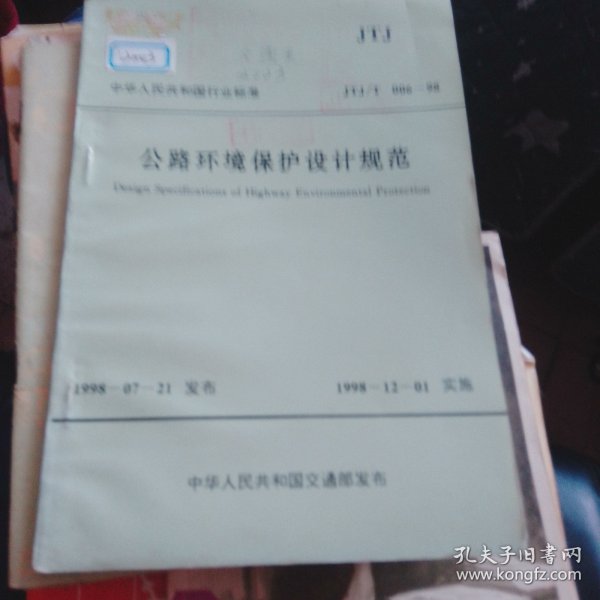 JTJ
中华人民共和国行业标准
JTJ/T 006—98
公路环境保护设计规范
Design Specifications of Highway Environmental Protection
1998—07—21 发布
1998—12—01 实施
中华人民共和国交通部发布
孔夫子旧书网
www.kongfz.com